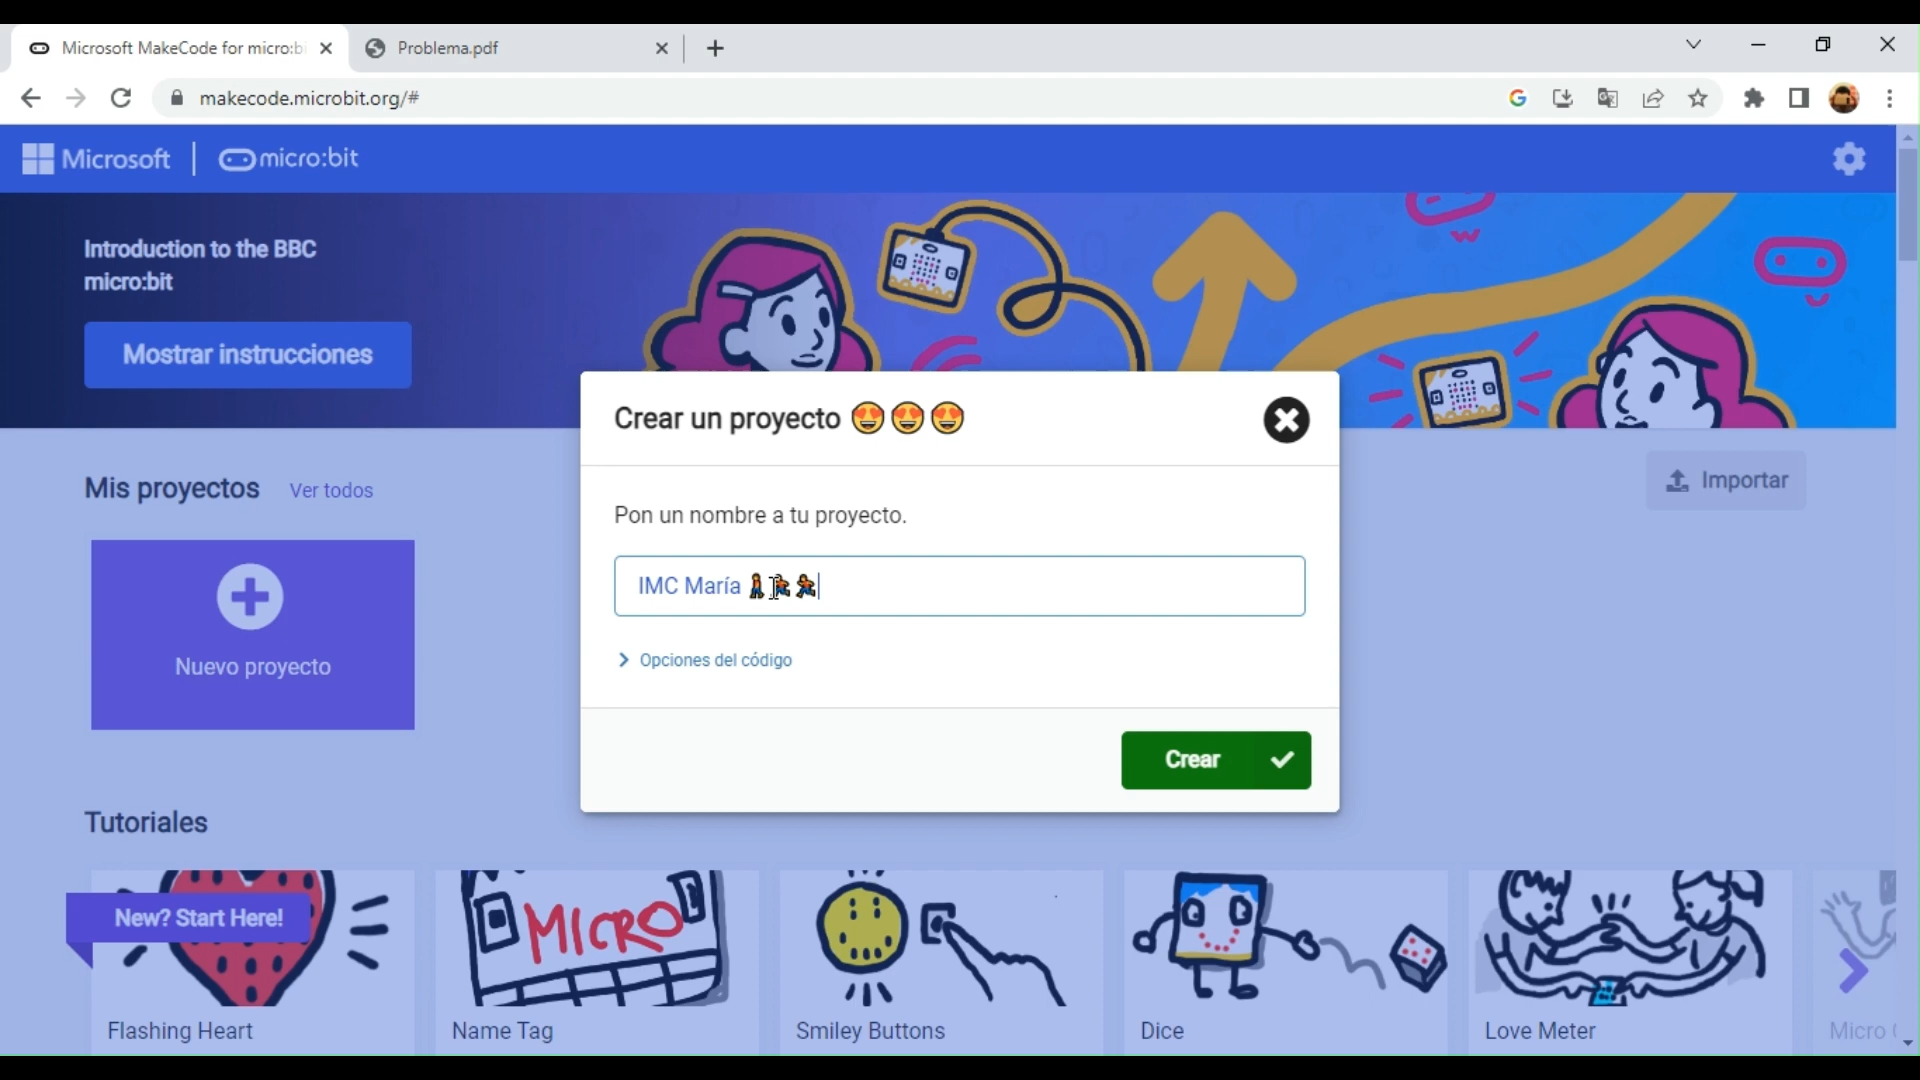 Microsoft MakeCode for micro:bi
Problema.pdf
makecode.microbit.org/#
Microsoft | micro:bit
Introduction to the BBC
micro:bit
Mostrar instrucciones
Crear un proyecto 😍😍😍
Pon un nombre a tu proyecto.
IMC María
Opciones del código
Crear
Mis proyectos Ver todos
Importar
Nuevo proyecto
Tutoriales
New? Start Here!
MICRO
Flashing Heart
Name Tag
Smiley Buttons
Dice
Love Meter
Micro